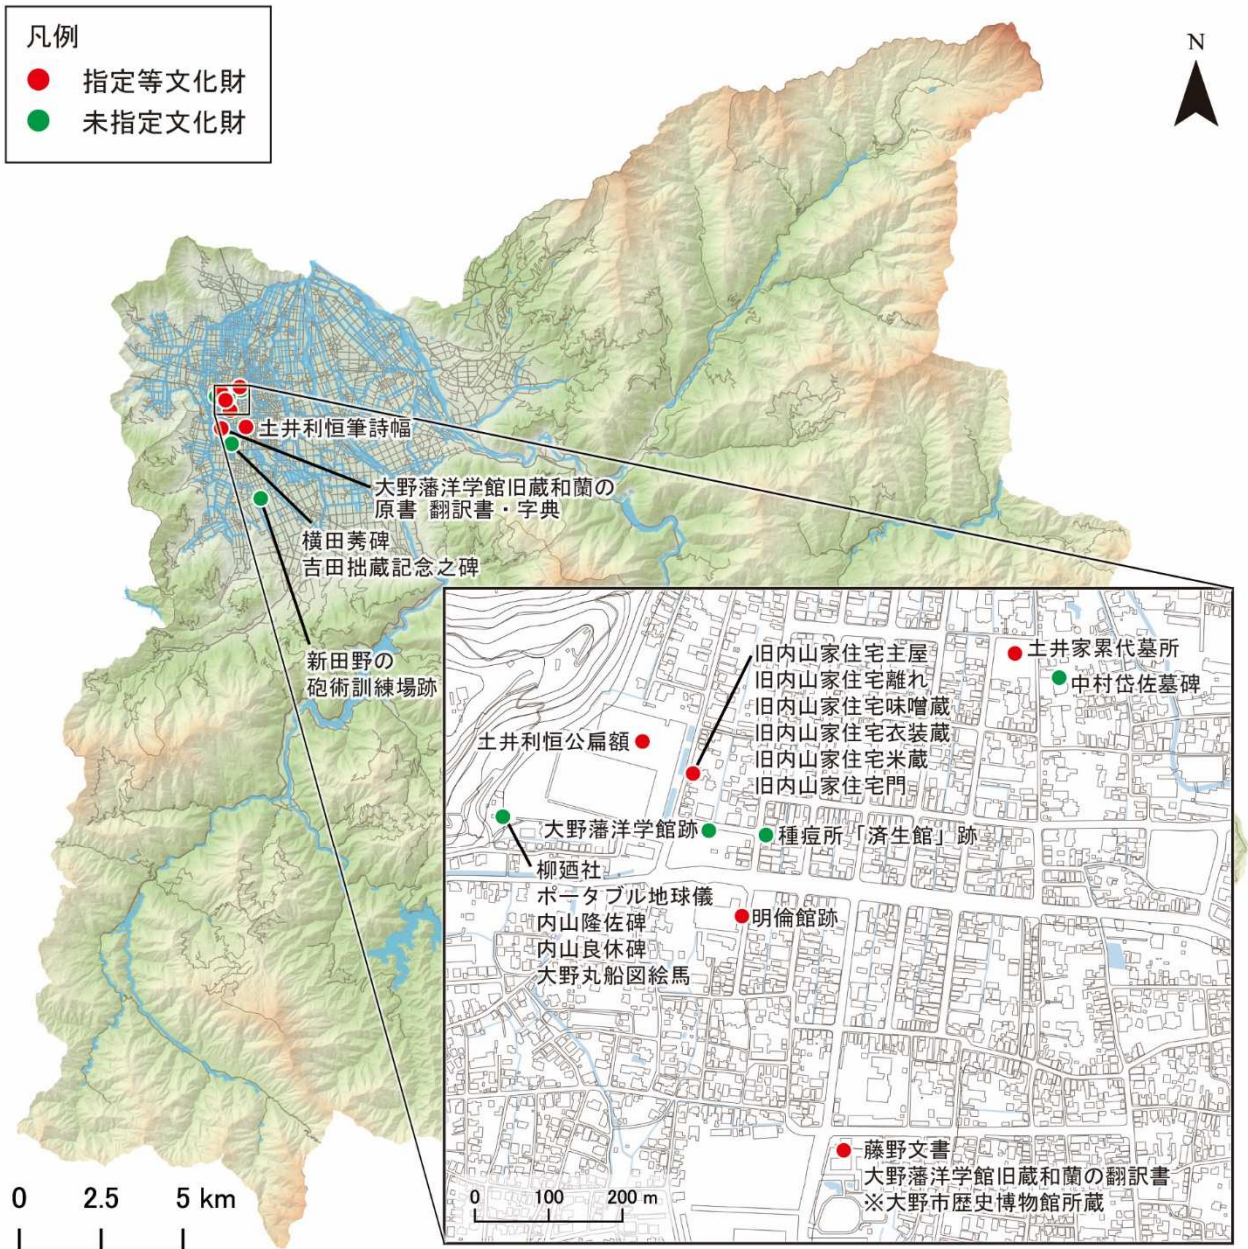 凡例
指定等文化財
未指定文化財
N
土井利恒筆詩幅
大野藩洋学館旧蔵和蘭の
原書 翻訳書・字典
横田莠碑
吉田拙蔵記念之碑
新田野の
砲術訓練場跡
旧内山家住宅主屋
旧内山家住宅離れ
旧内山家住宅味噌蔵
旧内山家住宅衣装蔵
旧内山家住宅米蔵
旧内山家住宅門
土井家累代墓所
中村岱佐墓碑
土井利恒公扁額
大野藩洋学館跡
種痘所「済生館」跡
柳廼社
ポータブル地球儀
内山隆佐碑
内山良休碑
大野丸船図絵馬
明倫館跡
藤野文書
大野藩洋学館旧蔵和蘭の翻訳書
※大野市歴史博物館所蔵
0 100 200 m
0 2.5 5 km